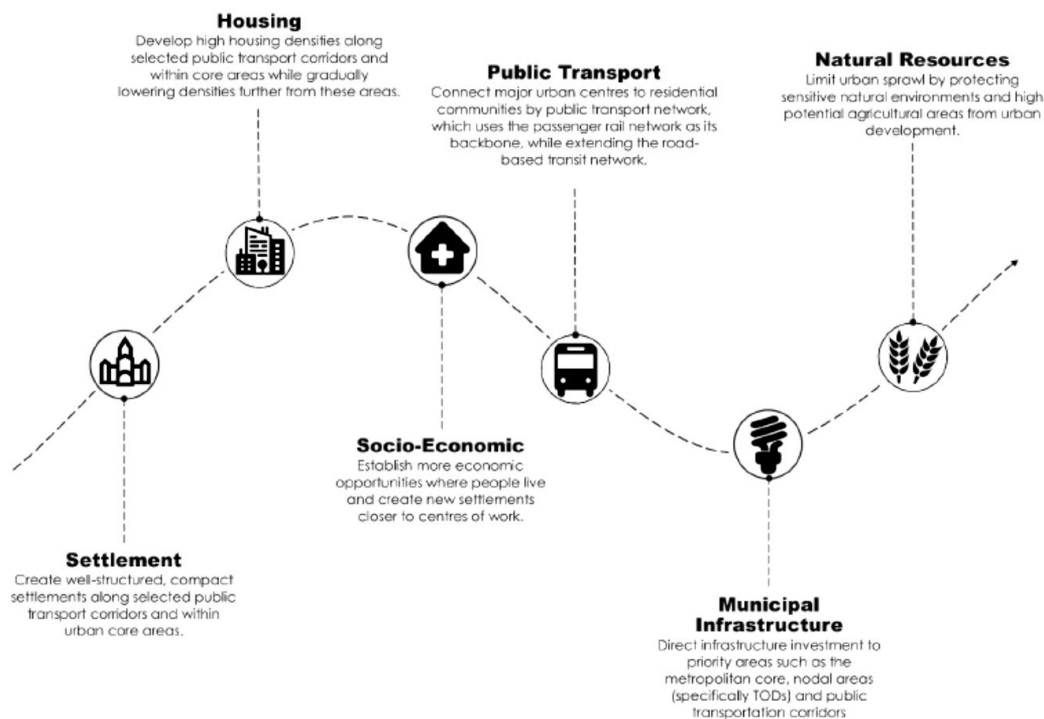 Housing
Develop high housing densities along
selected public transport corridors and
within core areas while gradually
lowering densities further from these areas.
Public Transport
Connect major urban centres to residential
communities by public transport network,
which uses the passenger rail network as its
backbone, while extending the road-
based transit network.
Natural Resources
Limit urban sprawl by protecting
sensitive natural environments and high
potential agricultural areas from urban
development.
Socio-Economic
Establish more economic
opportunities where people live
and create new settlements
closer to centres of work.
Settlement
Create well-structured, compact
settlements along selected public
transport corridors and within
urban core areas.
Municipal
Infrastructure
Direct infrastructure investment to
priority areas such as the
metropolitan core, nodal areas
(specifically TODs) and public
transportation corridors